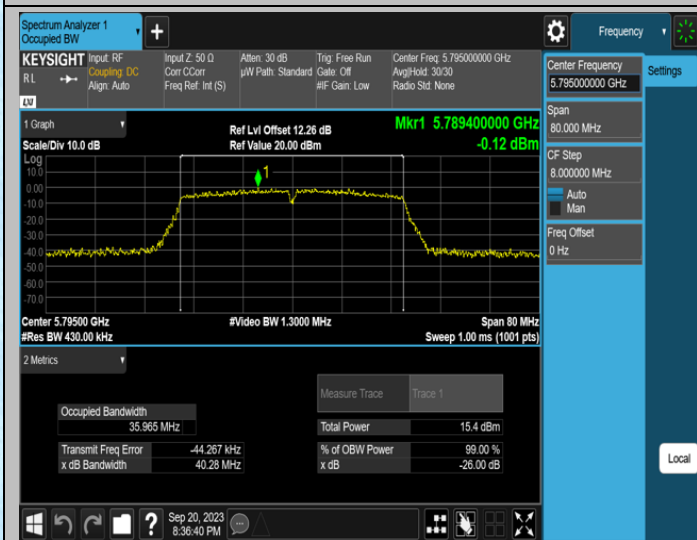 Spectrum Analyzer 1
Occupied BW
Frequency
KEYSIGHT
RL
Input: RF
Coupling: DC
Align: Auto
Input Z: 50 Ω
Corr CCorr
Freq Ref: Int (S)
Atten: 30 dB
µW Path: Standard
Trig: Free Run
Gate: Off
#IF Gain: Low
Center Freq: 5.795000000 GHz
Avg|Hold: 30/30
Radio Std: None
LXI
1 Graph
Scale/Div 10.0 dB
Ref Lvl Offset 12.26 dB
Ref Value 20.00 dBm
Mkr1 5.789400000 GHz
-0.12 dBm
Log
10.0
0.00
-10.0
-20.0
-30.0
-40.0
-50.0
-60.0
-70.0
1
Center 5.79500 GHz
#Res BW 430.00 kHz
#Video BW 1.3000 MHz
Span 80 MHz
Sweep 1.00 ms (1001 pts)
2 Metrics
Measure Trace
Trace 1
Occupied Bandwidth
35.965 MHz
Total Power
15.4 dBm
Transmit Freq Error
-44.267 kHz
% of OBW Power
99.00 %
x dB Bandwidth
40.28 MHz
x dB
-26.00 dB
Center Frequency
5.795000000 GHz
Settings
Span
80.000 MHz
CF Step
8.000000 MHz
Auto
Man
Freq Offset
0 Hz
Local
?
Sep 20, 2023
8:36:40 PM